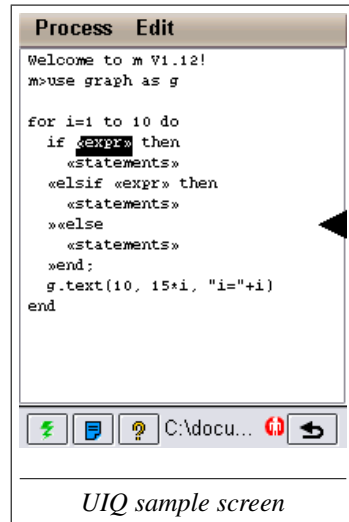 Process Edit
Welcome to m V1.12!
m>use graph as g
for i=1 to 10 do
if «expr» then
«statements»
«elsif «expr» then
«statements»
»«else
«statements»
»end;
g.text(10, 15*i, "i="+i)
end
C:\docu...
UIQ sample screen